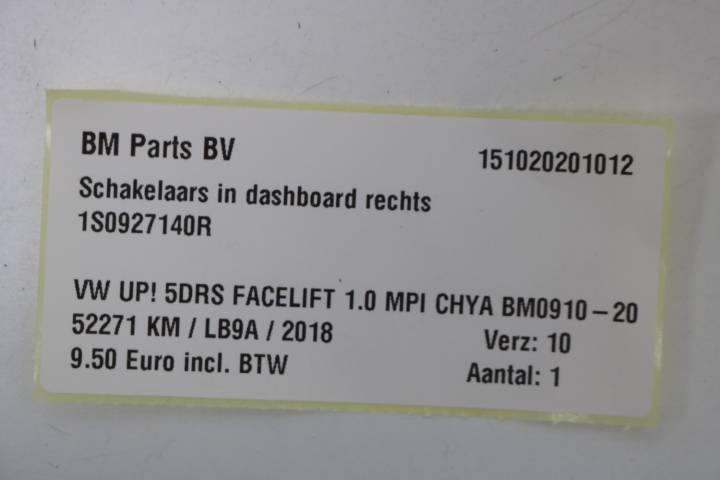 BM Parts BV 151020201012
Schakelaars in dashboard rechts
1S0927140R
VW UP! 5DRS FACELIFT 1.0 MPI CHYA BM0910-20
52271 KM / LB9A / 2018 Verz: 10
9.50 Euro incl. BTW Aantal: 1